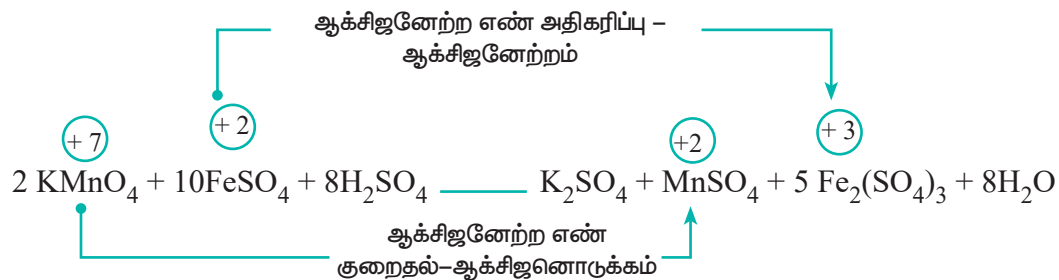 ஆக்சிஜனேற்ற எண் அதிகரிப்பு –
ஆக்சிஜனேற்றம்
+ 7 + 2 +2 + 3
2 KMnO₄ + 10FeSO₄ + 8H₂SO₄ K₂SO₄ + MnSO₄ + 5 Fe₂(SO₄)₃ + 8H₂O
ஆக்சிஜனேற்ற எண்
குறைதல்–ஆக்சிஜனொடுக்கம்